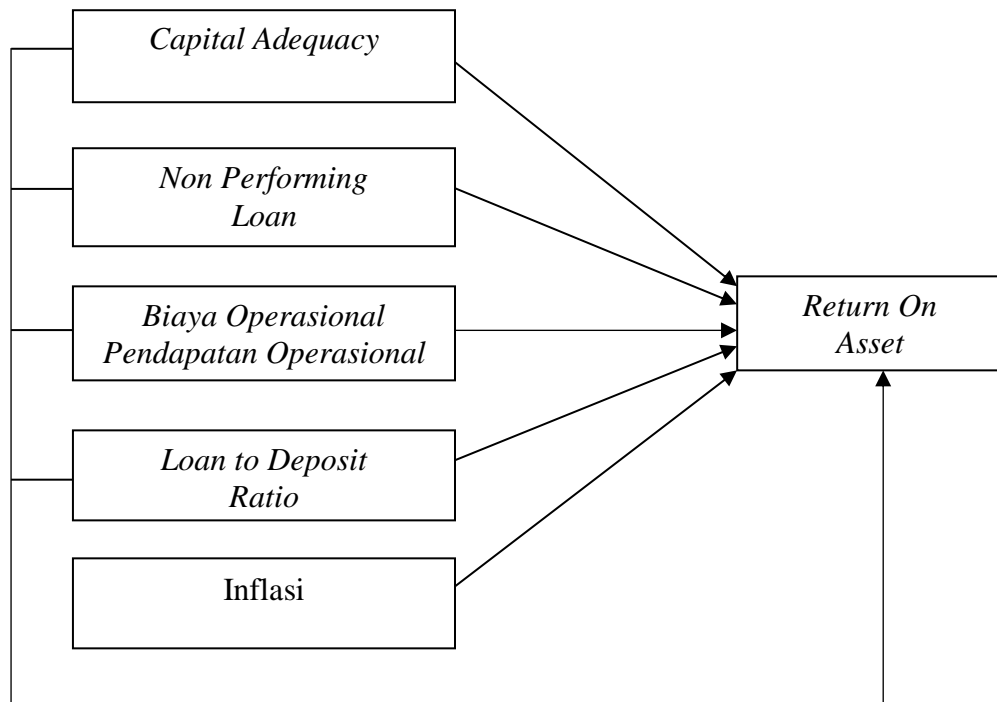 Capital Adequacy
Non Performing
Loan
Biaya Operasional
Pendapatan Operasional
Loan to Deposit
Ratio
Inflasi
Return On
Asset